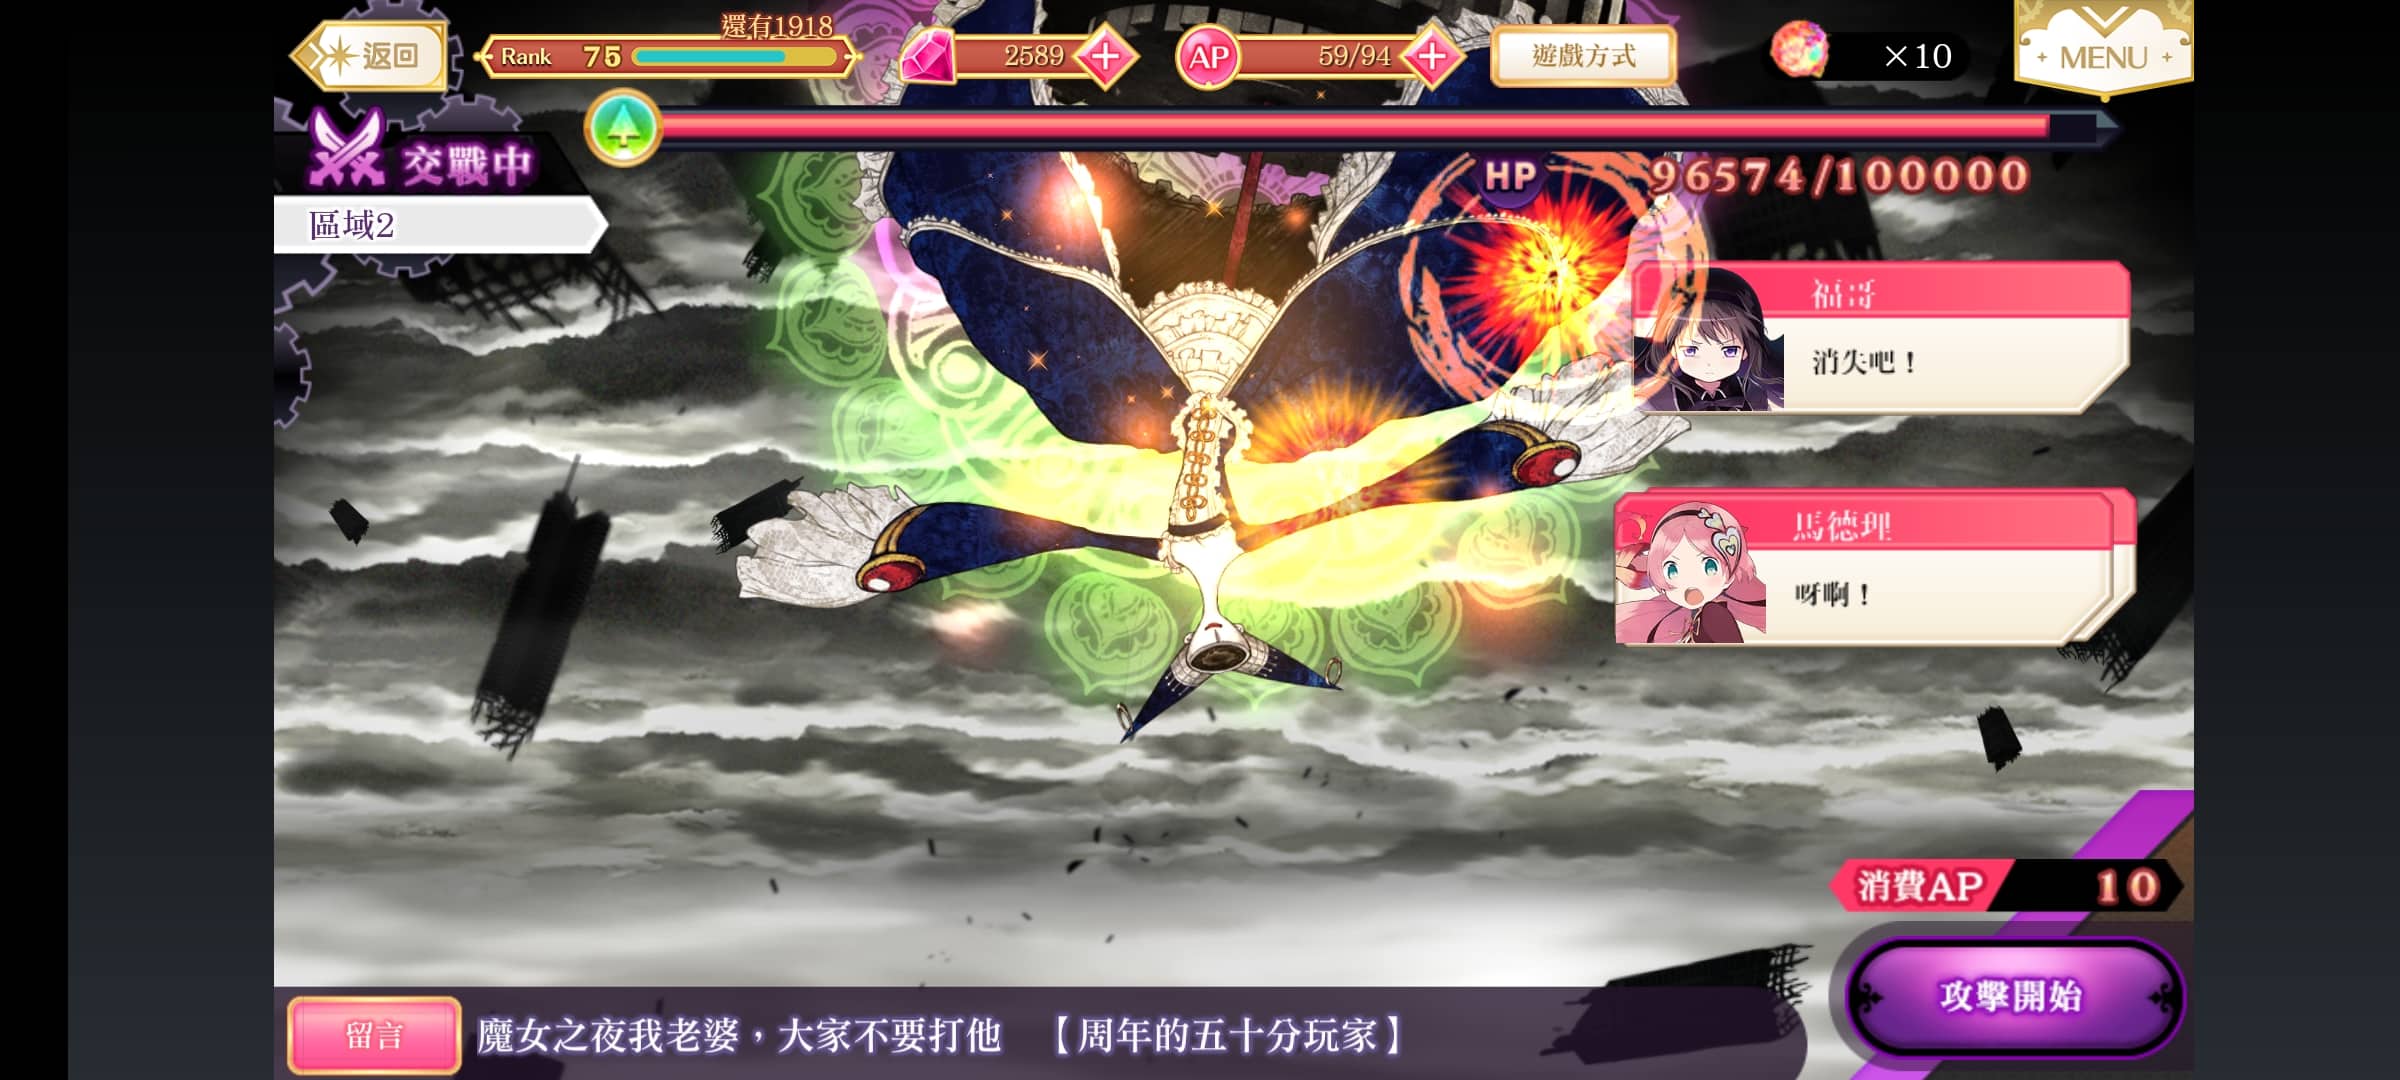 還有1918
返回
Rank 75
2589
AP
59/94
遊戲方式
×10
MENU
交戰中
HP 96574/100000
區域2
福哥
消失吧！
馬德理
呀啊！
消費AP 10
攻擊開始
留言
魔女之夜我老婆，大家不要打他 【周年的五十分玩家】